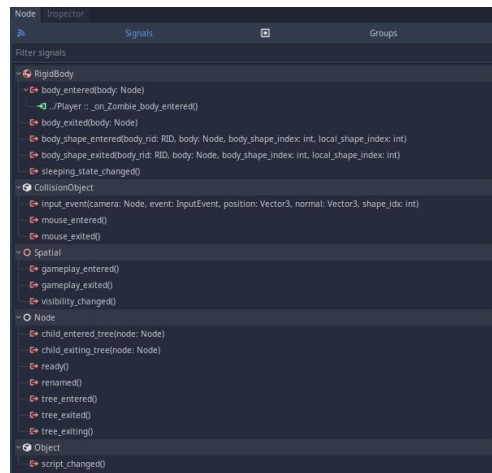 Node Inspector
Signals Groups
Filter signals
RigidBody
body_entered(body: Node)
../Player :: _on_Zombie_body_entered()
body_exited(body: Node)
body_shape_entered(body_rid: RID, body: Node, body_shape_index: int, local_shape_index: int)
body_shape_exited(body_rid: RID, body: Node, body_shape_index: int, local_shape_index: int)
sleeping_state_changed()
CollisionObject
input_event(camera: Node, event: InputEvent, position: Vector3, normal: Vector3, shape_idx: int)
mouse_entered()
mouse_exited()
Spatial
gameplay_entered()
gameplay_exited()
visibility_changed()
Node
child_entered_tree(node: Node)
child_exiting_tree(node: Node)
ready()
renamed()
tree_entered()
tree_exited()
tree_exiting()
Object
script_changed()